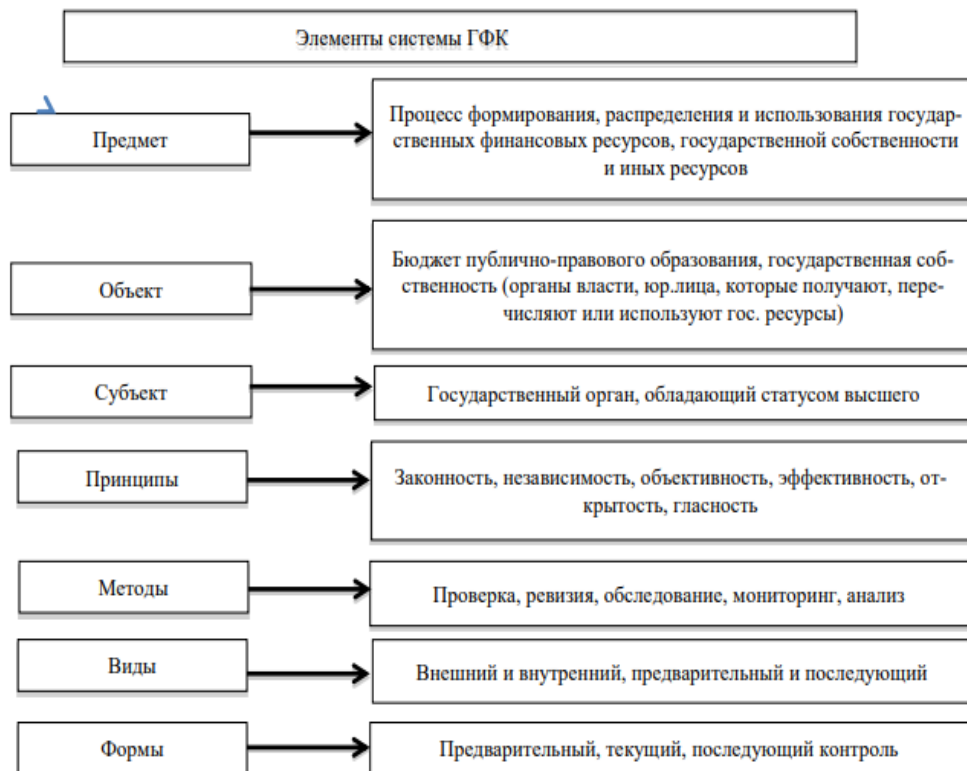 Элементы системы ГФК
Предмет
Процесс формирования, распределения и использования государ-
ственных финансовых ресурсов, государственной собственности
и иных ресурсов
Объект
Бюджет публично-правового образования, государственная соб-
ственность (органы власти, юр.лица, которые получают, пере-
числяют или используют гос. ресурсы)
Субъект
Государственный орган, обладающий статусом высшего
Принципы
Законность, независимость, объективность, эффективность, от-
крытость, гласность
Методы
Проверка, ревизия, обследование, мониторинг, анализ
Виды
Внешний и внутренний, предварительный и последующий
Формы
Предварительный, текущий, последующий контроль